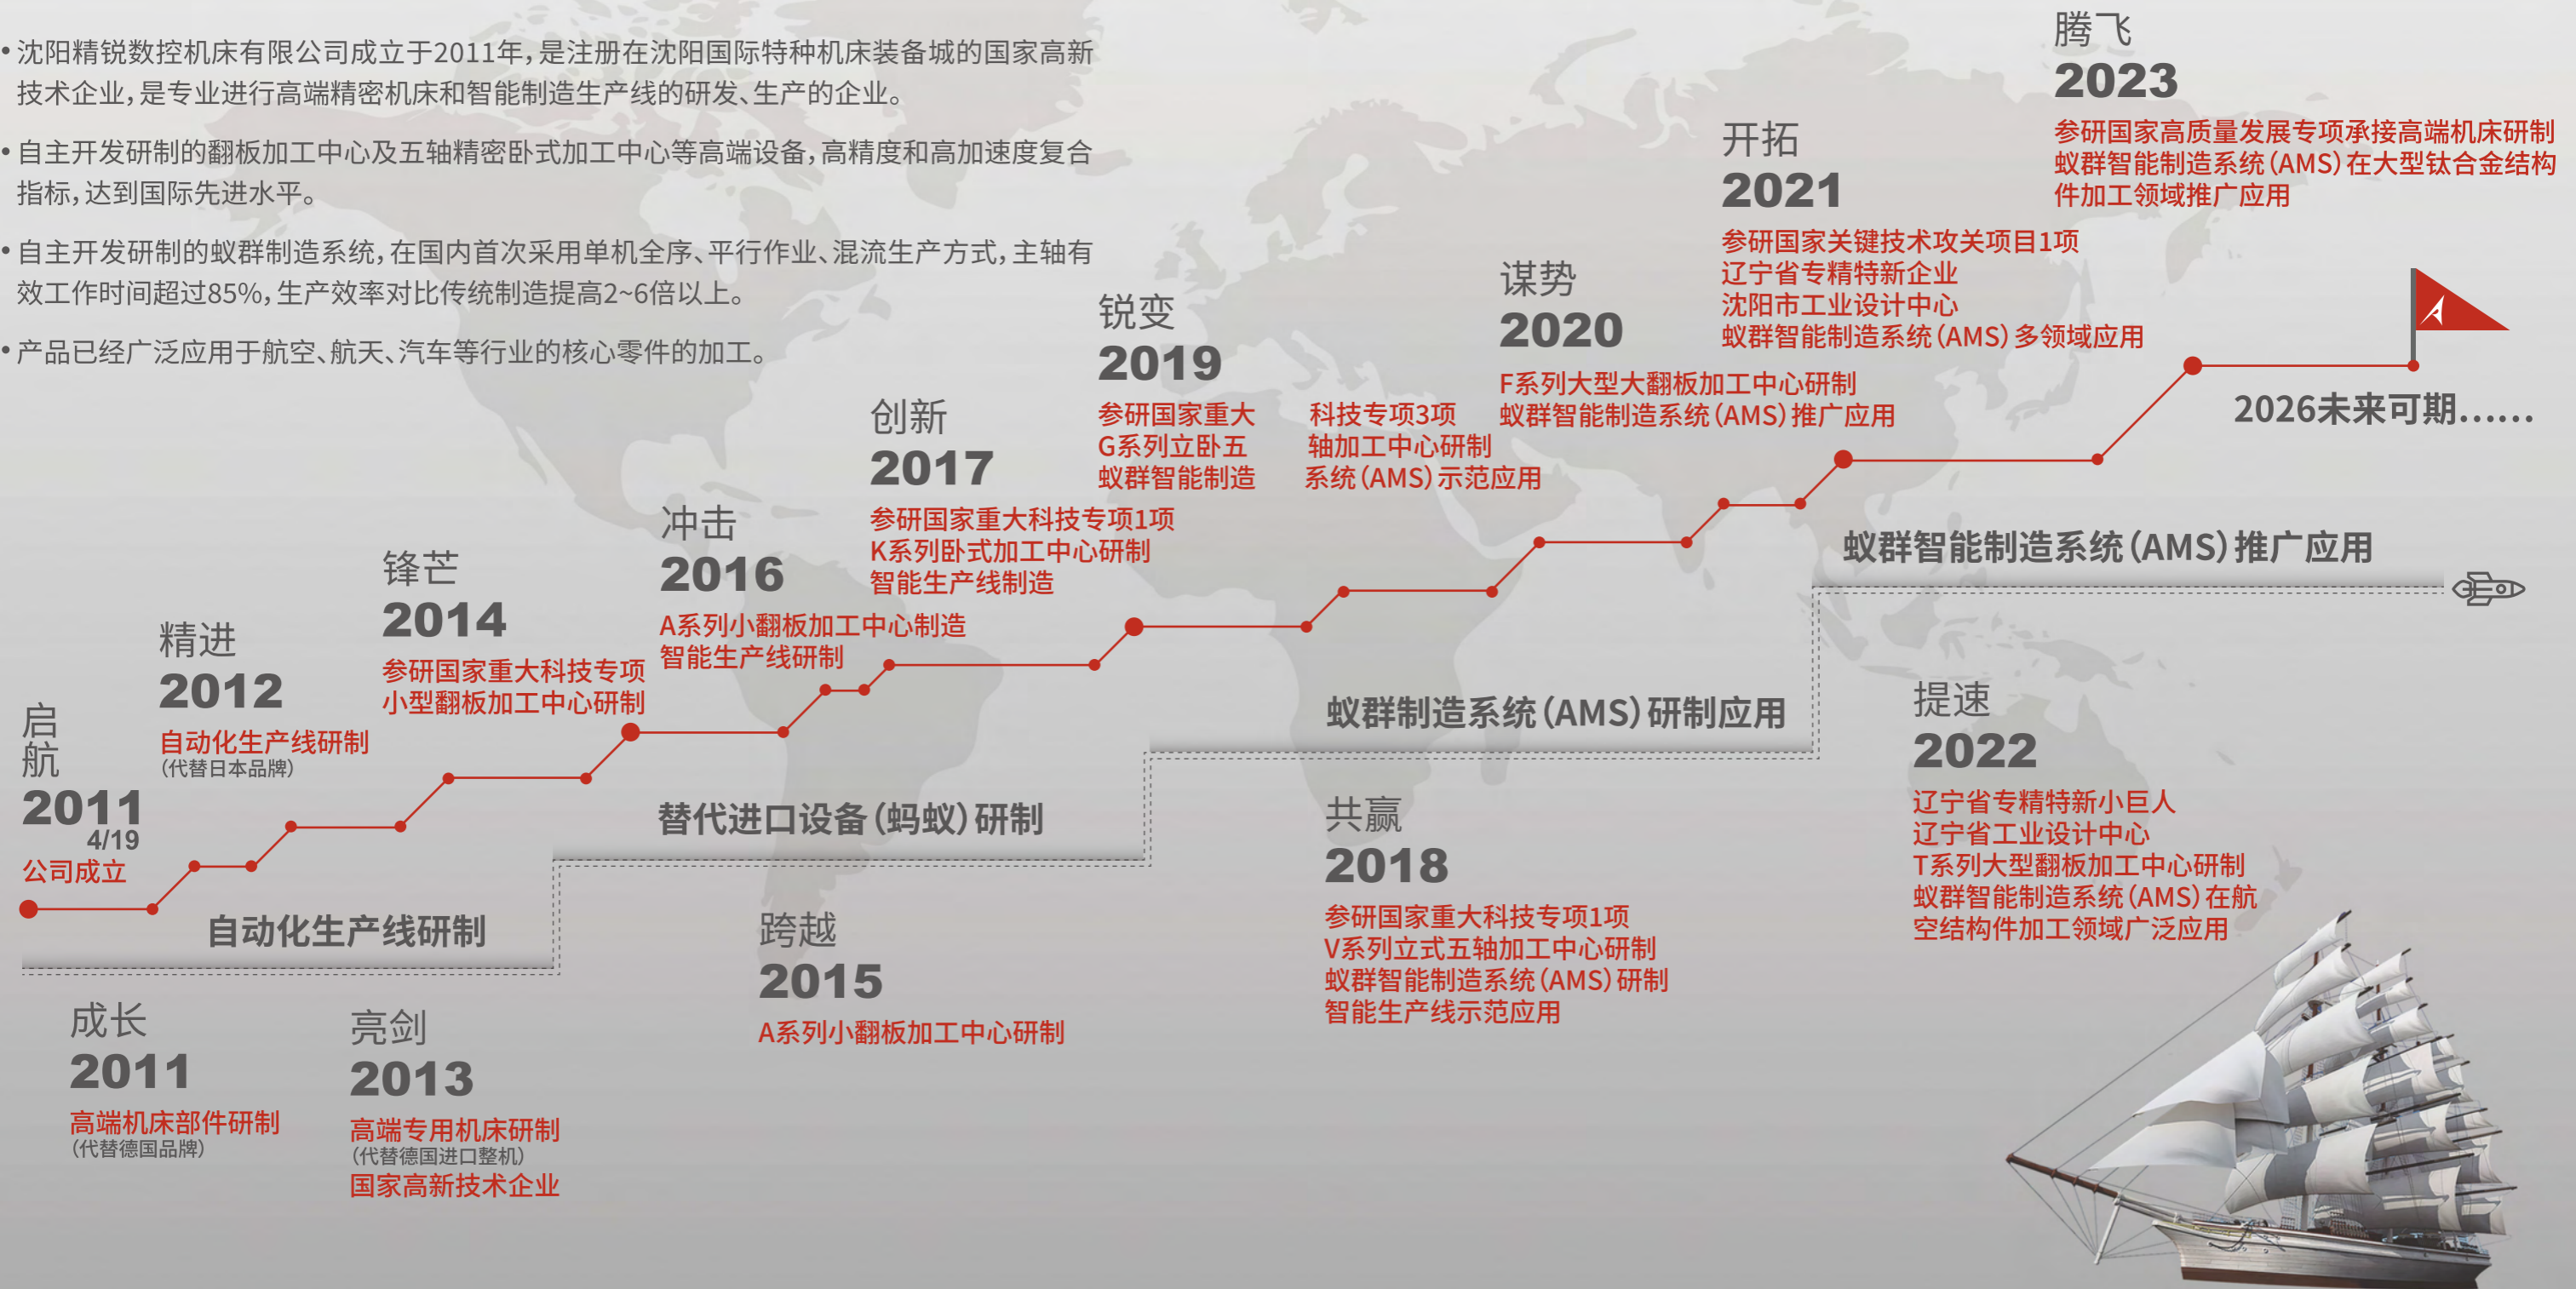 •沈阳精锐数控机床有限公司成立于2011年,是注册在沈阳国际特种机床装备城的国家高新
技术企业,是专业进行高端精密机床和智能制造生产线的研发、生产的企业。
•自主开发研制的翻板加工中心及五轴精密卧式加工中心等高端设备,高精度和高加速度复合
指标,达到国际先进水平。
•自主开发研制的蚁群制造系统,在国内首次采用单机全序、平行作业、混流生产方式,主轴有
效工作时间超过85%,生产效率对比传统制造提高2~6倍以上。
•产品已经广泛应用于航空、航天、汽车等行业的核心零件的加工。
启
航
2011
4/19
公司成立
成长
2011
高端机床部件研制
(代替德国品牌)
精进
2012
自动化生产线研制
(代替日本品牌)
亮剑
2013
高端专用机床研制
(代替德国进口整机)
国家高新技术企业
锋芒
2014
参研国家重大科技专项
小型翻板加工中心研制
跨越
2015
A系列小翻板加工中心研制
冲击
2016
A系列小翻板加工中心制造
智能生产线研制
创新
2017
参研国家重大科技专项1项
K系列卧式加工中心研制
智能生产线制造
共赢
2018
参研国家重大科技专项1项
V系列立式五轴加工中心研制
蚁群智能制造系统(AMS)研制
智能生产线示范应用
锐变
2019
参研国家重大 科技专项3项
G系列立卧五 轴加工中心研制
蚁群智能制造 系统(AMS)示范应用
谋势
2020
F系列大型大翻板加工中心研制
蚁群智能制造系统(AMS)推广应用
开拓
2021
参研国家关键技术攻关项目1项
辽宁省专精特新企业
沈阳市工业设计中心
蚁群智能制造系统(AMS)多领域应用
提速
2022
辽宁省专精特新小巨人
辽宁省工业设计中心
T系列大型翻板加工中心研制
蚁群智能制造系统(AMS)在航
空结构件加工领域广泛应用
腾飞
2023
参研国家高质量发展专项承接高端机床研制
蚁群智能制造系统(AMS)在大型钛合金结构
件加工领域推广应用
2026未来可期......
自动化生产线研制
替代进口设备(蚂蚁)研制
蚁群制造系统(AMS)研制应用
蚁群智能制造系统(AMS)推广应用